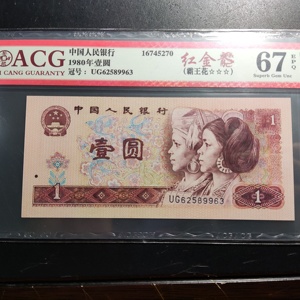 ACG
CANG GUARANTY
中国人民银行
1980年壹圆
冠号：UG62589963
16745270
红金龙
(霸王花☆☆☆)
67 EPQ
Superb Gem Unc
中国人民银行
1
壹圆
1
UG62589963
1